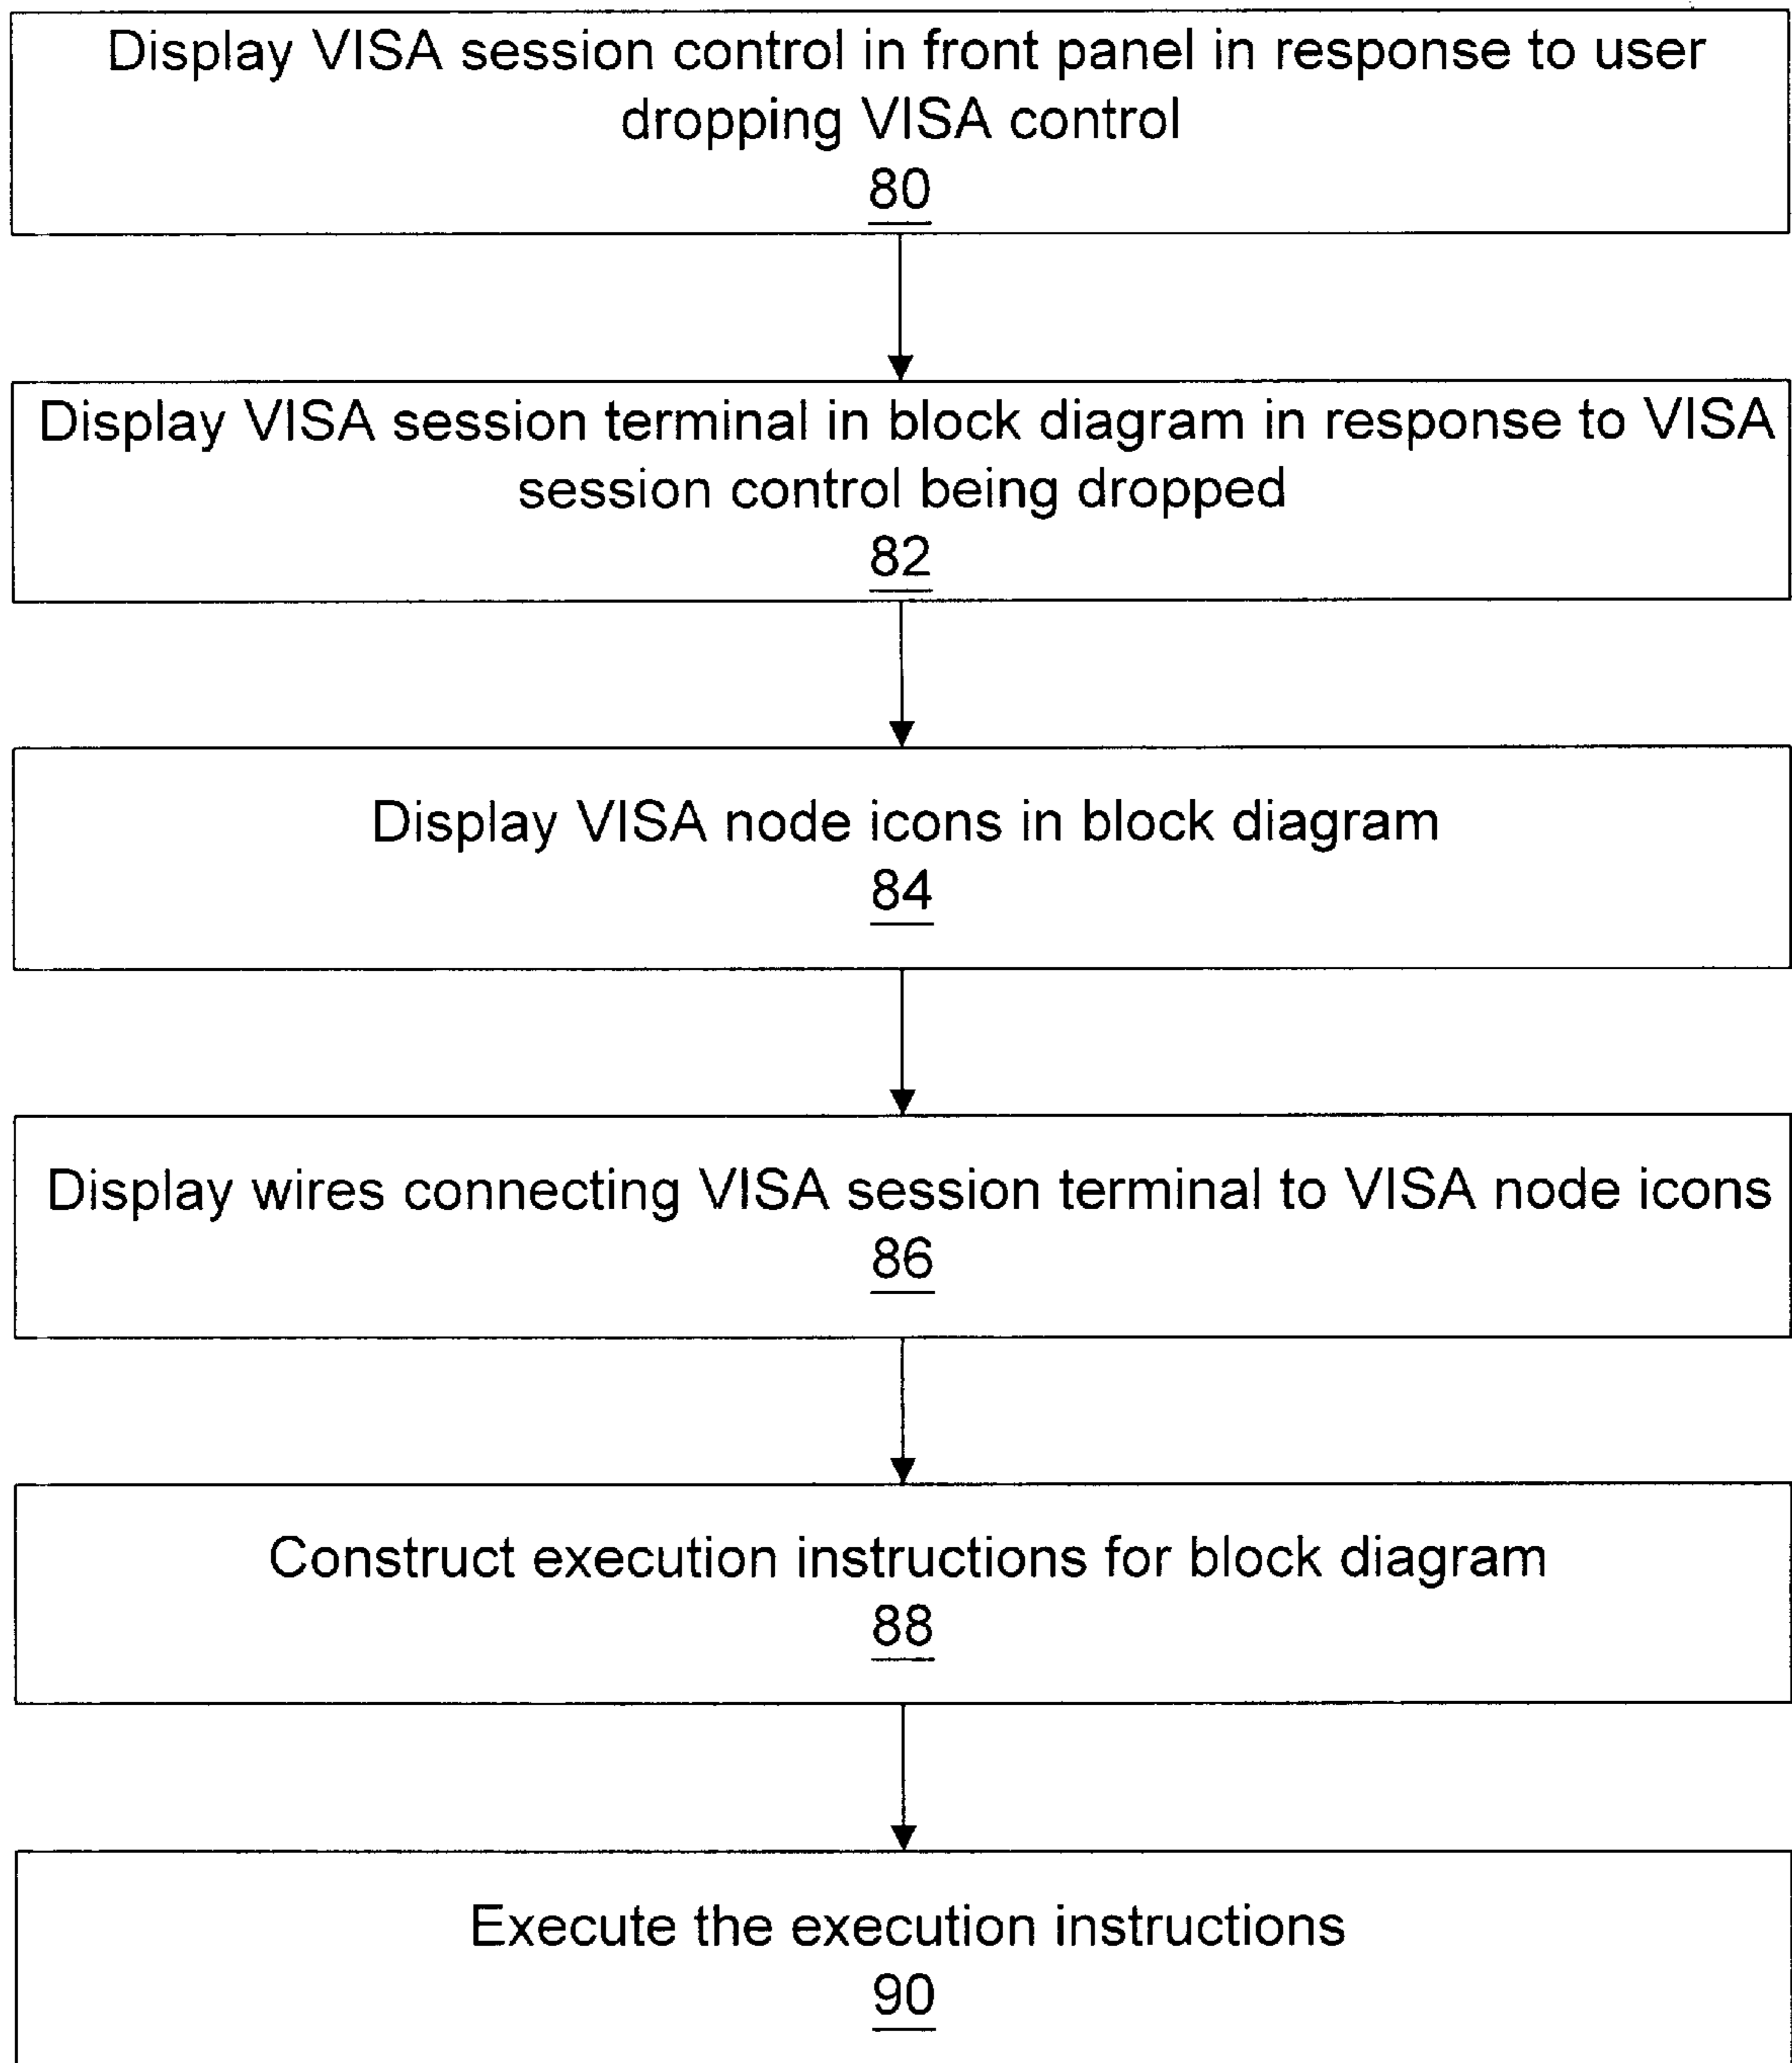 Display VISA session control in front panel in response to user
dropping VISA control
80
Display VISA session terminal in block diagram in response to VISA
session control being dropped
82
Display VISA node icons in block diagram
84
Display wires connecting VISA session terminal to VISA node icons
86
Construct execution instructions for block diagram
88
Execute the execution instructions
90